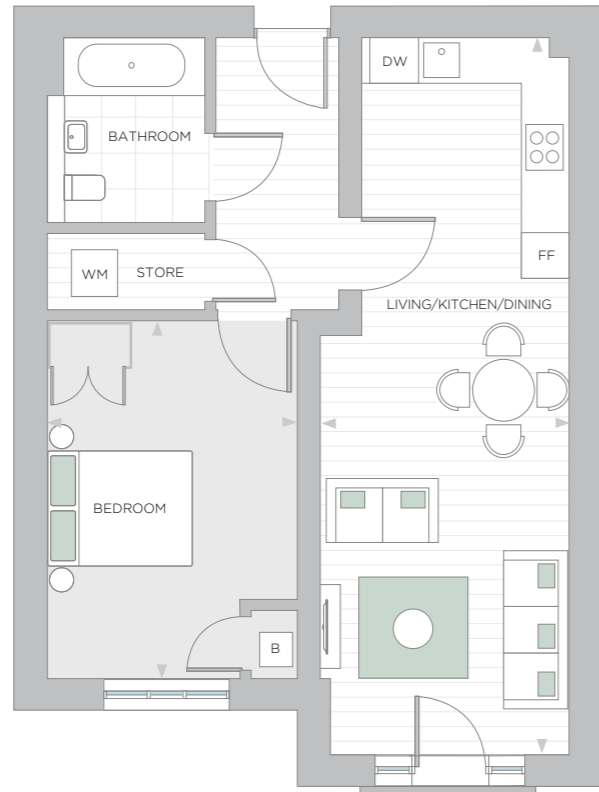 DW
BATHROOM
FF
WM
STORE
LIVING/KITCHEN/DINING
BEDROOM
B